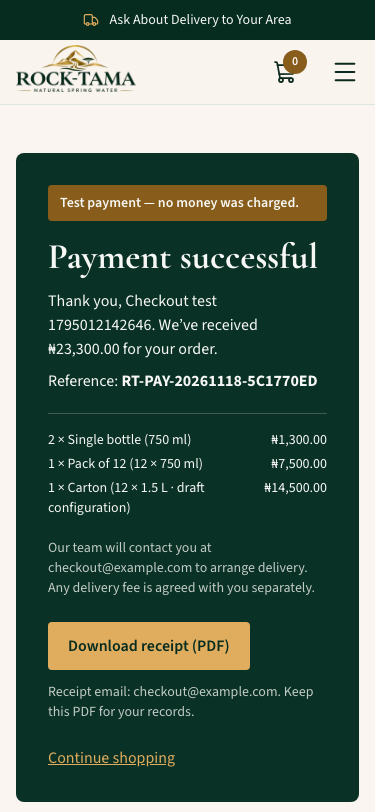 Ask About Delivery to Your Area
ROCK-TAMA
NATURAL SPRING WATER
0
Test payment — no money was charged.
Payment successful
Thank you, Checkout test
1795012142646. We’ve received
₦23,300.00 for your order.
Reference: RT-PAY-20261118-5C1770ED
2 × Single bottle (750 ml) ₦1,300.00
1 × Pack of 12 (12 × 750 ml) ₦7,500.00
1 × Carton (12 × 1.5 L · draft ₦14,500.00
configuration)
Our team will contact you at
checkout@example.com to arrange delivery.
Any delivery fee is agreed with you separately.
Download receipt (PDF)
Receipt email: checkout@example.com. Keep
this PDF for your records.
Continue shopping